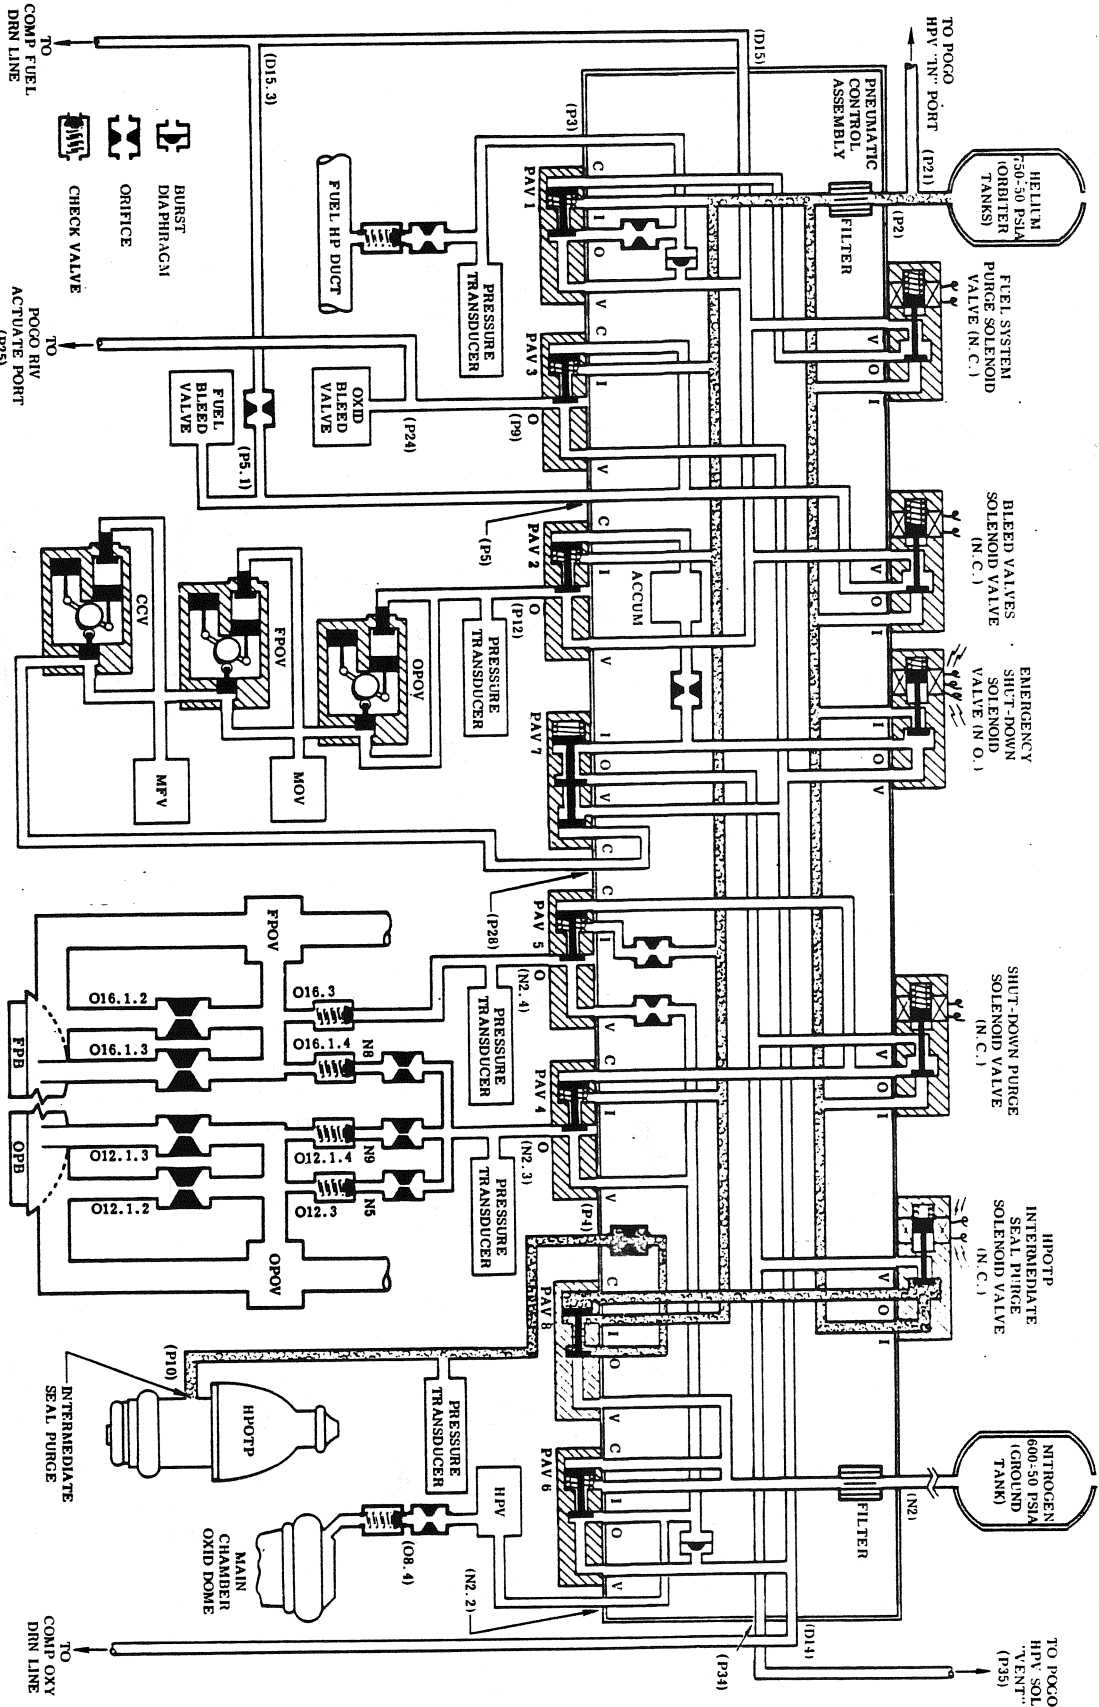 TO POGO
HPV "IN" PORT
(P21)
HELIUM
750-50 PSIA
(ORBITER
TANKS)
(P2)
FILTER
PNEUMATIC
CONTROL
ASSEMBLY
FUEL SYSTEM
PURGE SOLENOID
VALVE (N.C.)
V
O
I
BLEED VALVES
SOLENOID VALVE
(N.C.)
V
O
I
EMERGENCY
SHUT-DOWN
SOLENOID
VALVE (N O.)
I
O
V
SHUT-DOWN PURGE
SOLENOID VALVE
(N.C.)
V
O
I
HPOTP
INTERMEDIATE
SEAL PURGE
SOLENOID VALVE
(N.C.)
V
O
I
NITROGEN
600-50 PSIA
(GROUND
TANK)
(N2)
FILTER
TO POGO
HPV SOL
"VENT"
(P35)
(D15)
(D14)
(P34)
(P3)
C
I
O
V
PAV 1
C
I
O
V
PAV 3
C
I
O
V
PAV 2
ACCUM
I
O
V
C
PAV 7
C
I
O
V
PAV 5
C
I
O
V
PAV 4
(P4)
C
I
O
V
PAV 8
C
I
O
V
PAV 6
(P9)
(P5)
(P12)
(P28)
(N2.4)
(N2.3)
(N2.2)
PRESSURE
TRANSDUCER
FUEL HP DUCT
OXID
BLEED
VALVE
(P24)
FUEL
BLEED
VALVE
(P5.1)
(D15.3)
TO
COMP FUEL
DRN LINE
BURST
DIAPHRAGM
ORIFICE
CHECK VALVE
TO
POGO RIV
ACTUATE PORT
(P25)
PRESSURE
TRANSDUCER
OPOV
FPOV
CCV
MOV
MFV
PRESSURE
TRANSDUCER
PRESSURE
TRANSDUCER
FPOV
O16.3
O16.1.4
N8
O16.1.2
O16.1.3
FPB
N9
O12.1.4
N5
O12.3
O12.1.3
O12.1.2
OPB
OPOV
(P10)
INTERMEDIATE
SEAL PURGE
HPOTP
PRESSURE
TRANSDUCER
HPV
(O8.4)
MAIN
CHAMBER
OXID DOME
TO
COMP OXY
DRN LINE